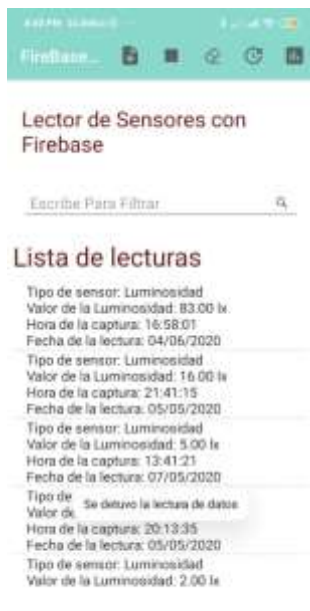 FireBase...
Lector de Sensores con
Firebase
Escribe Para Filtrar
Lista de lecturas
Tipo de sensor: Luminosidad
Valor de la Luminosidad: 83.00 lx
Hora de la captura: 16:58:01
Fecha de la lectura: 04/06/2020
Tipo de sensor: Luminosidad
Valor de la Luminosidad: 16.00 lx
Hora de la captura: 21:41:15
Fecha de la lectura: 05/05/2020
Tipo de sensor: Luminosidad
Valor de la Luminosidad: 5.00 lx
Hora de la captura: 13:41:21
Fecha de la lectura: 07/05/2020
Tipo de
Se detuvo la lectura de datos
Valor de
Hora de la captura: 20:13:35
Fecha de la lectura: 05/05/2020
Tipo de sensor: Luminosidad
Valor de la Luminosidad: 2.00 lx